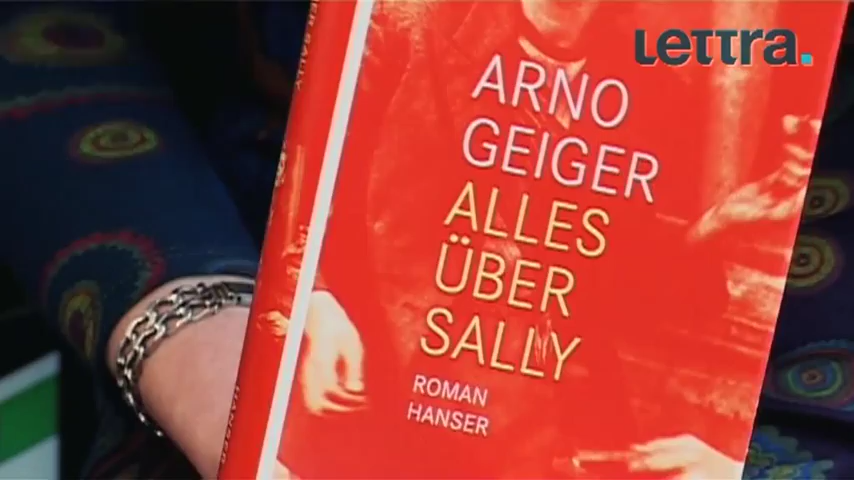 Lettra.
ARNO
GEIGER
ALLES
ÜBER
SALLY
ROMAN
HANSER